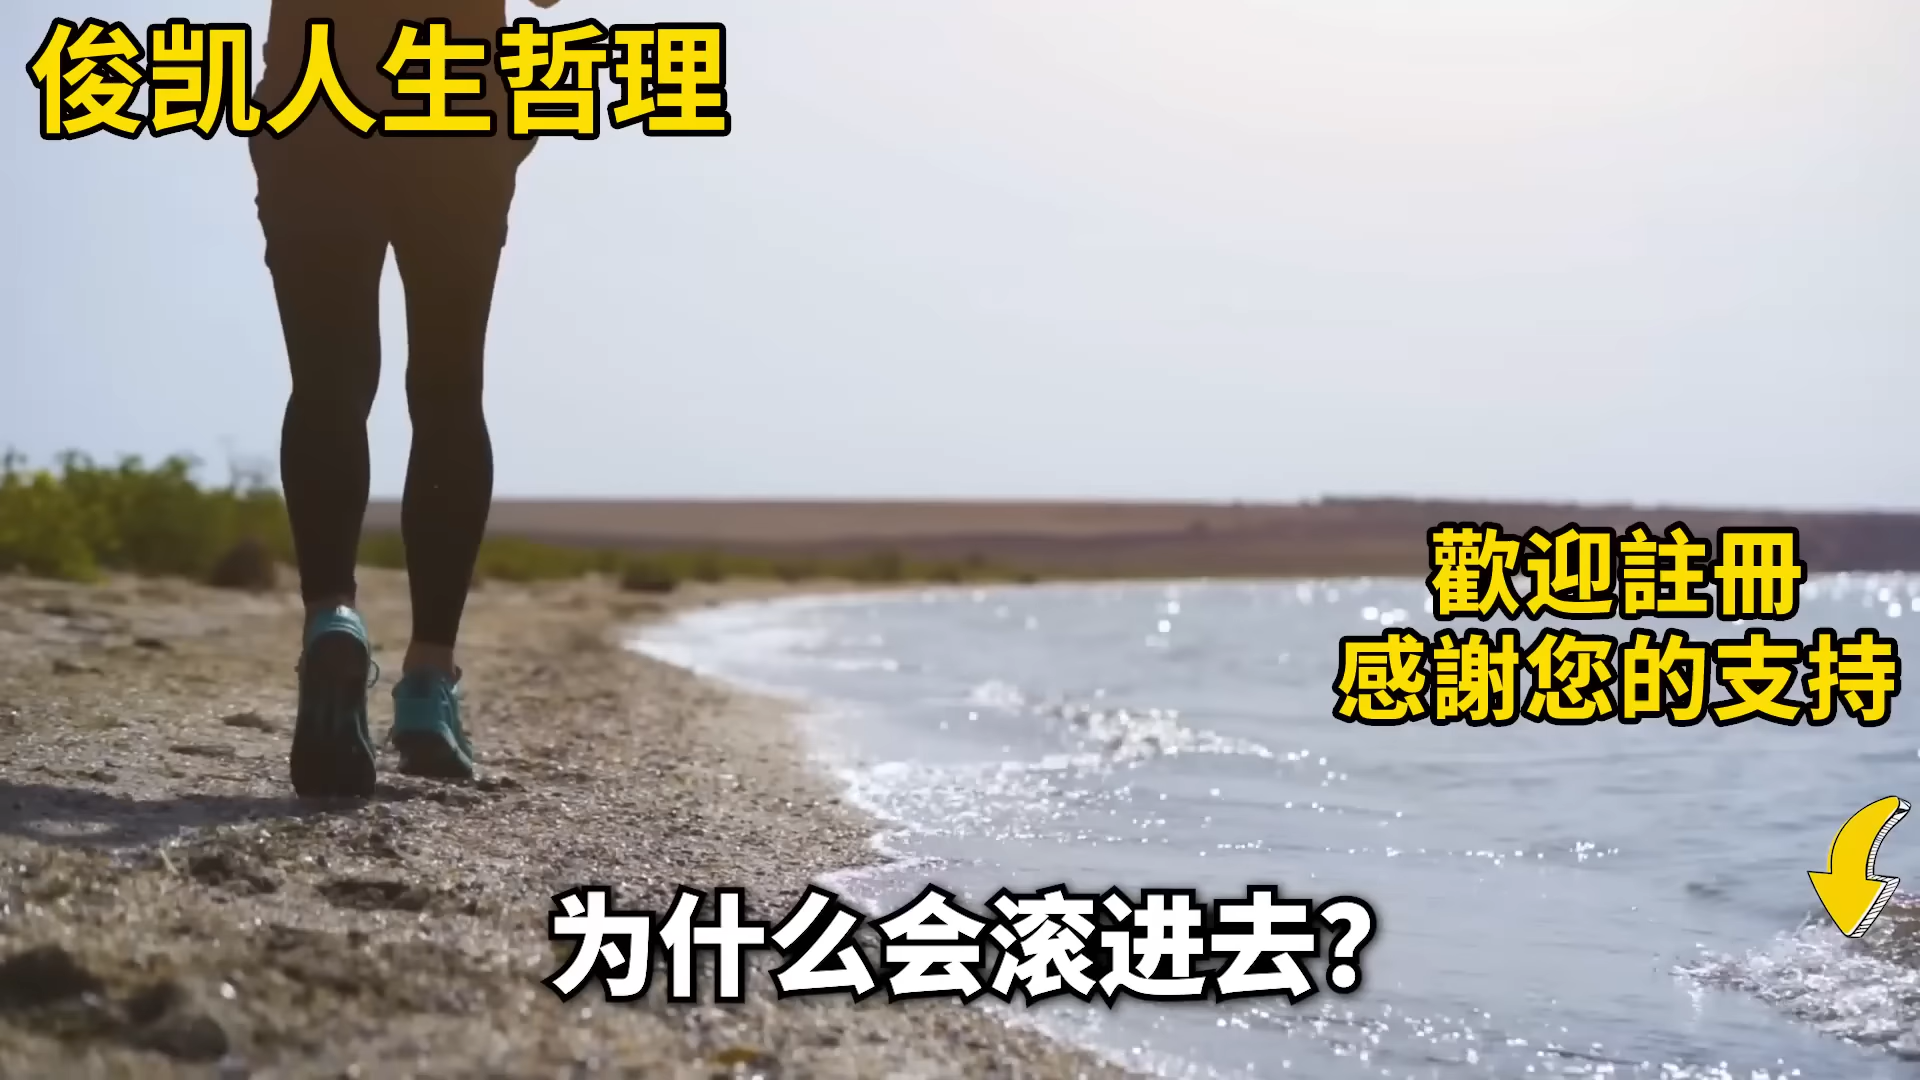 俊凯人生哲理
歡迎註冊
感謝您的支持
为什么会滚进去?